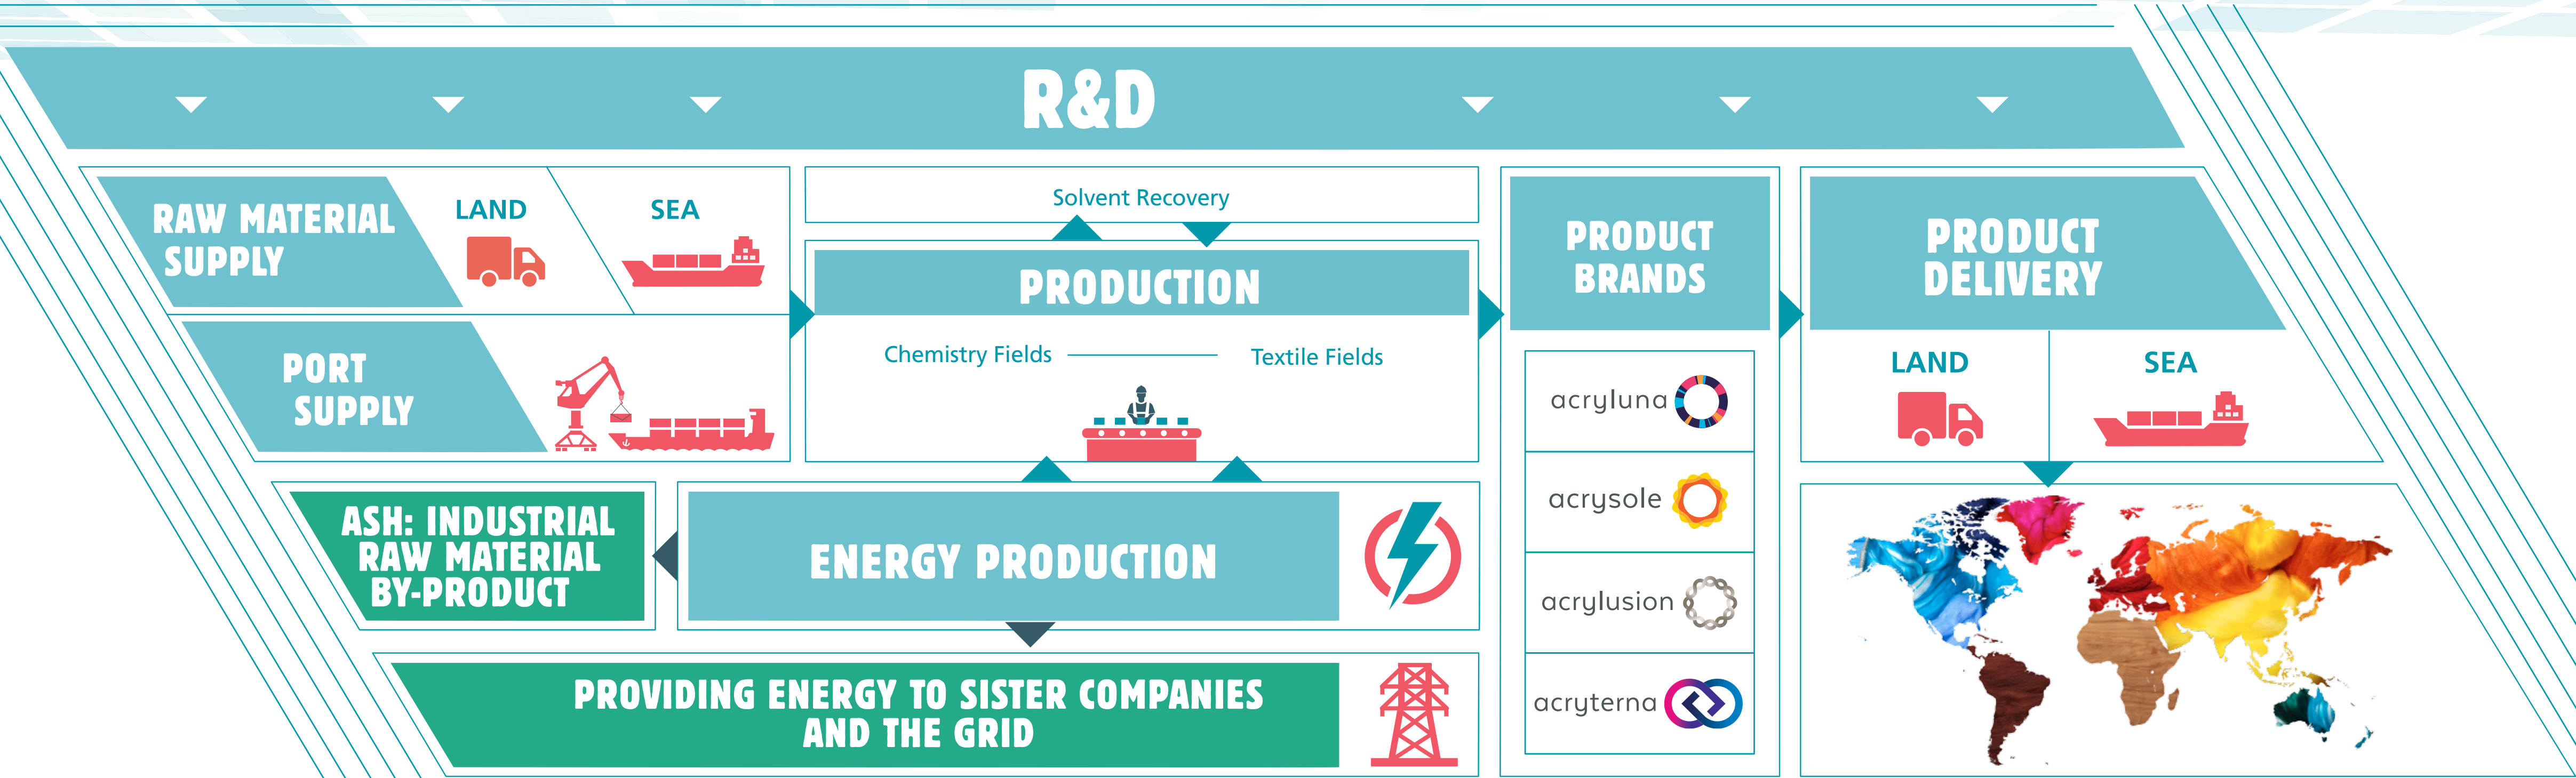 R&D
RAW MATERIAL
SUPPLY
LAND
SEA
PORT
SUPPLY
Solvent Recovery
PRODUCTION
Chemistry Fields
Textile Fields
ASH: INDUSTRIAL
RAW MATERIAL
BY-PRODUCT
ENERGY PRODUCTION
PROVIDING ENERGY TO SISTER COMPANIES
AND THE GRID
PRODUCT
BRANDS
acryluna
acrysole
acrylusion
acryterna
PRODUCT
DELIVERY
LAND
SEA